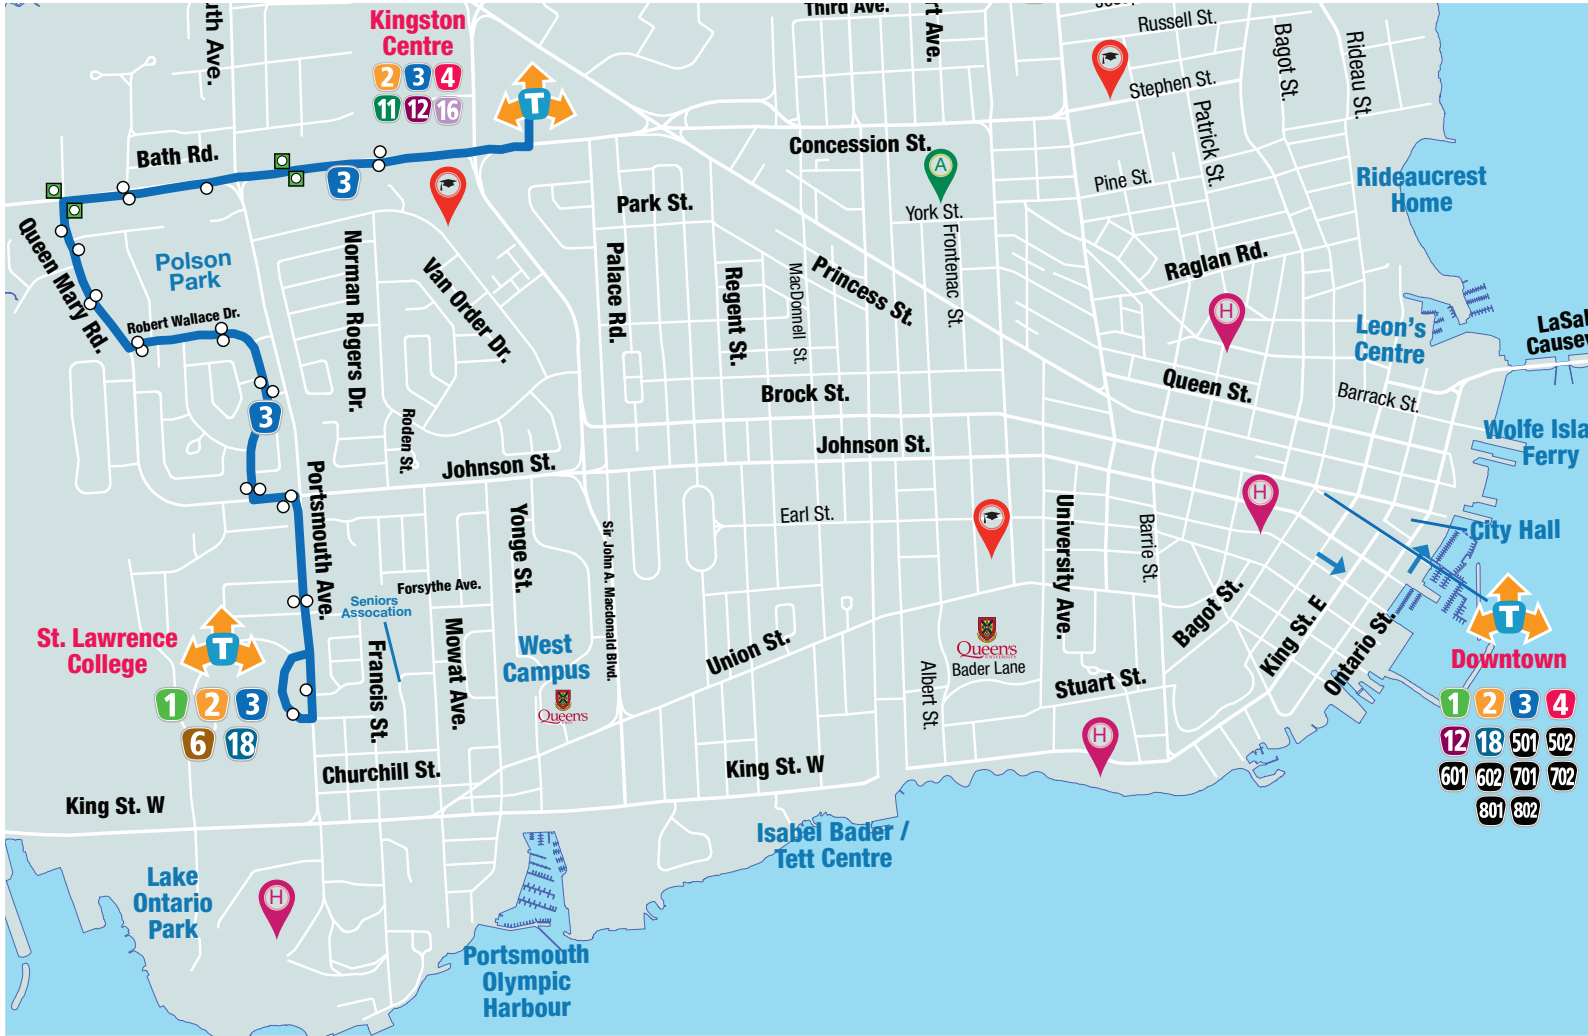 Kingston
Centre
2 3 4
11 12 16
T
Third Ave.
Russell St.
Stephen St.
Bagot St.
Rideau St.
Patrick St.
Bath Rd.
3
Concession St.
A
Pine St.
Rideaucrest
Home
Park St.
York St.
Frontenac St.
Queen Mary Rd.
Polson
Park
Norman Rogers Dr.
Van Order Dr.
Palace Rd.
Regent St.
MacDonnell St.
Princess St.
Raglan Rd.
H
Robert Wallace Dr.
Leon's
Centre
Queen St.
Barrack St.
Brock St.
3
Roden St.
Johnson St.
Johnson St.
Ferry
Portsmouth Ave.
Yonge St.
Sir John A. Macdonald Blvd.
Earl St.
University Ave.
Barrie St.
H
City Hall
Forsythe Ave.
Seniors
Assocation
St. Lawrence
College
T
1 2 3
6 18
Francis St.
Mowat Ave.
West
Campus
Queen's
Union St.
Albert St.
Queen's
UNIVERSITY
Bader Lane
Stuart St.
Bagot St.
King St. E
Ontario St.
T
Downtown
1 2 3 4
12 18 501 502
601 602 701 702
801 802
H
Churchill St.
King St. W
King St. W
Isabel Bader /
Tett Centre
Lake
Ontario
Park
H
Portsmouth
Olympic
Harbour